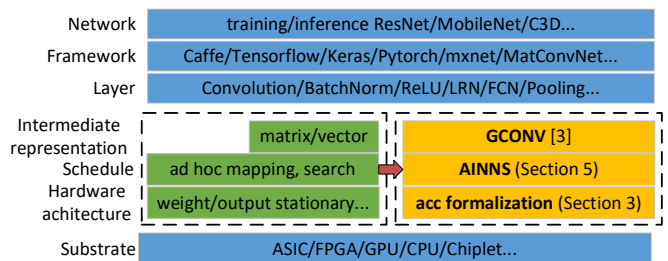 Network training/inference ResNet/MobileNet/C3D...
Framework Caffe/Tensorflow/Keras/Pytorch/mxnet/MatConvNet...
Layer Convolution/BatchNorm/ReLU/LRN/FCN/Pooling...
Intermediate
representation matrix/vector GCONV [3]
Schedule ad hoc mapping, search AINNS (Section 5)
Hardware
achitecture weight/output stationary... acc formalization (Section 3)
Substrate ASIC/FPGA/GPU/CPU/Chiplet...